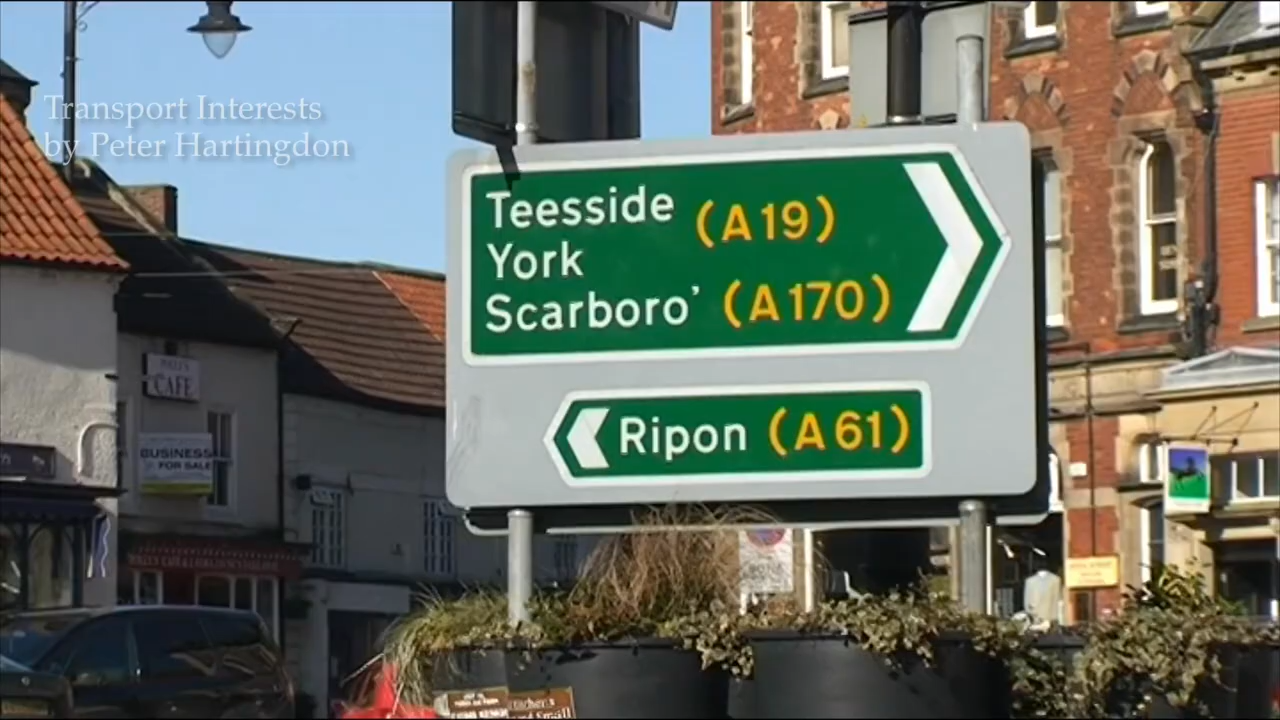 Transport Interests
by Peter Hartingdon
Teesside (A19)
York
Scarboro' (A170)
Ripon (A61)
CAFE
BUSINESS
FOR SALE